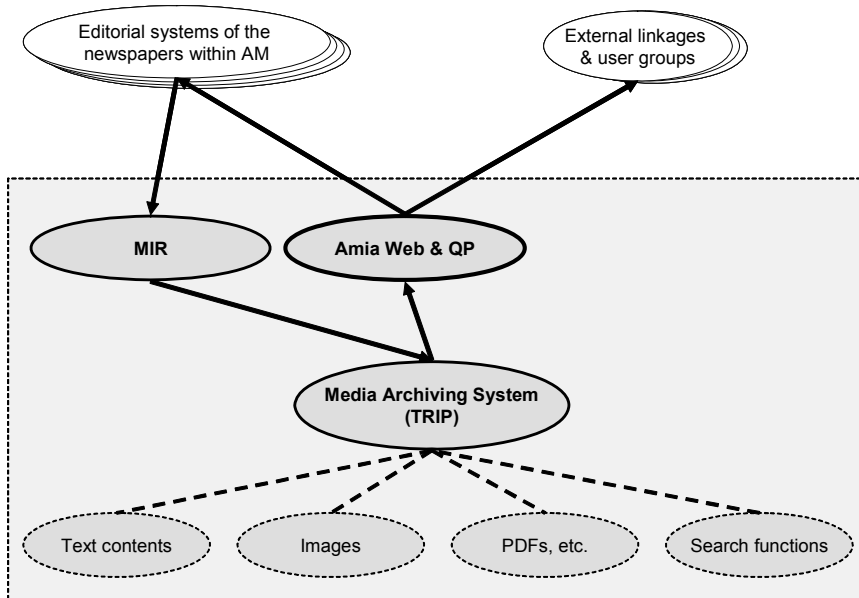 Editorial systems of the
newspapers within AM
External linkages
& user groups
MIR
Amia Web & QP
Media Archiving System
(TRIP)
Text contents
Images
PDFs, etc.
Search functions